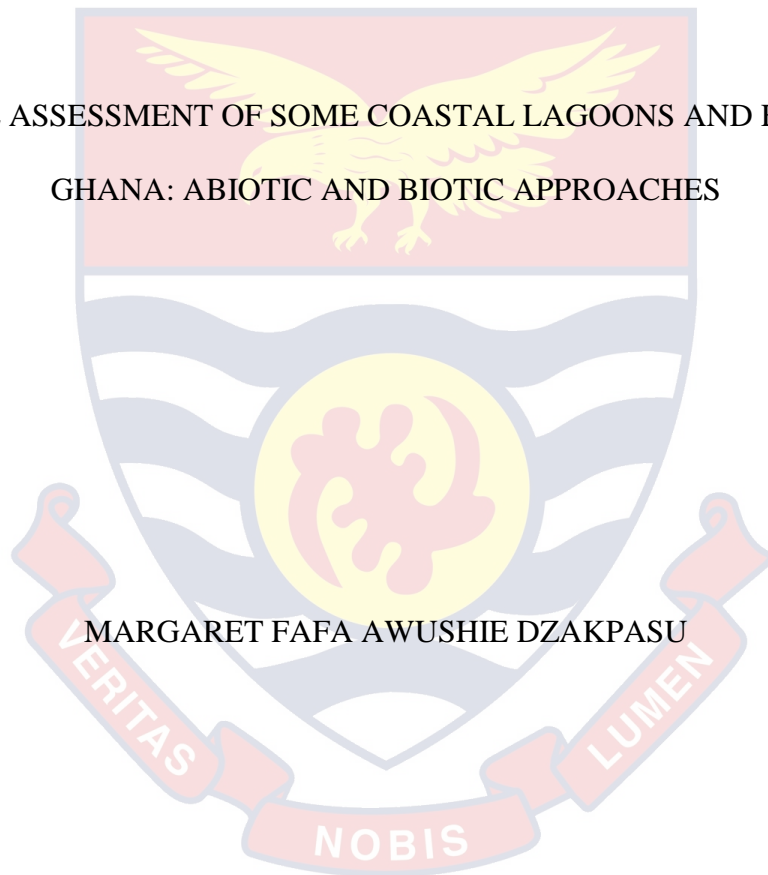 ASSESSMENT OF SOME COASTAL LAGOONS AND
GHANA: ABIOTIC AND BIOTIC APPROACHES
MARGARET FAFA AWUSHIE DZAKPASU
VERITAS
NOBIS
LUMEN